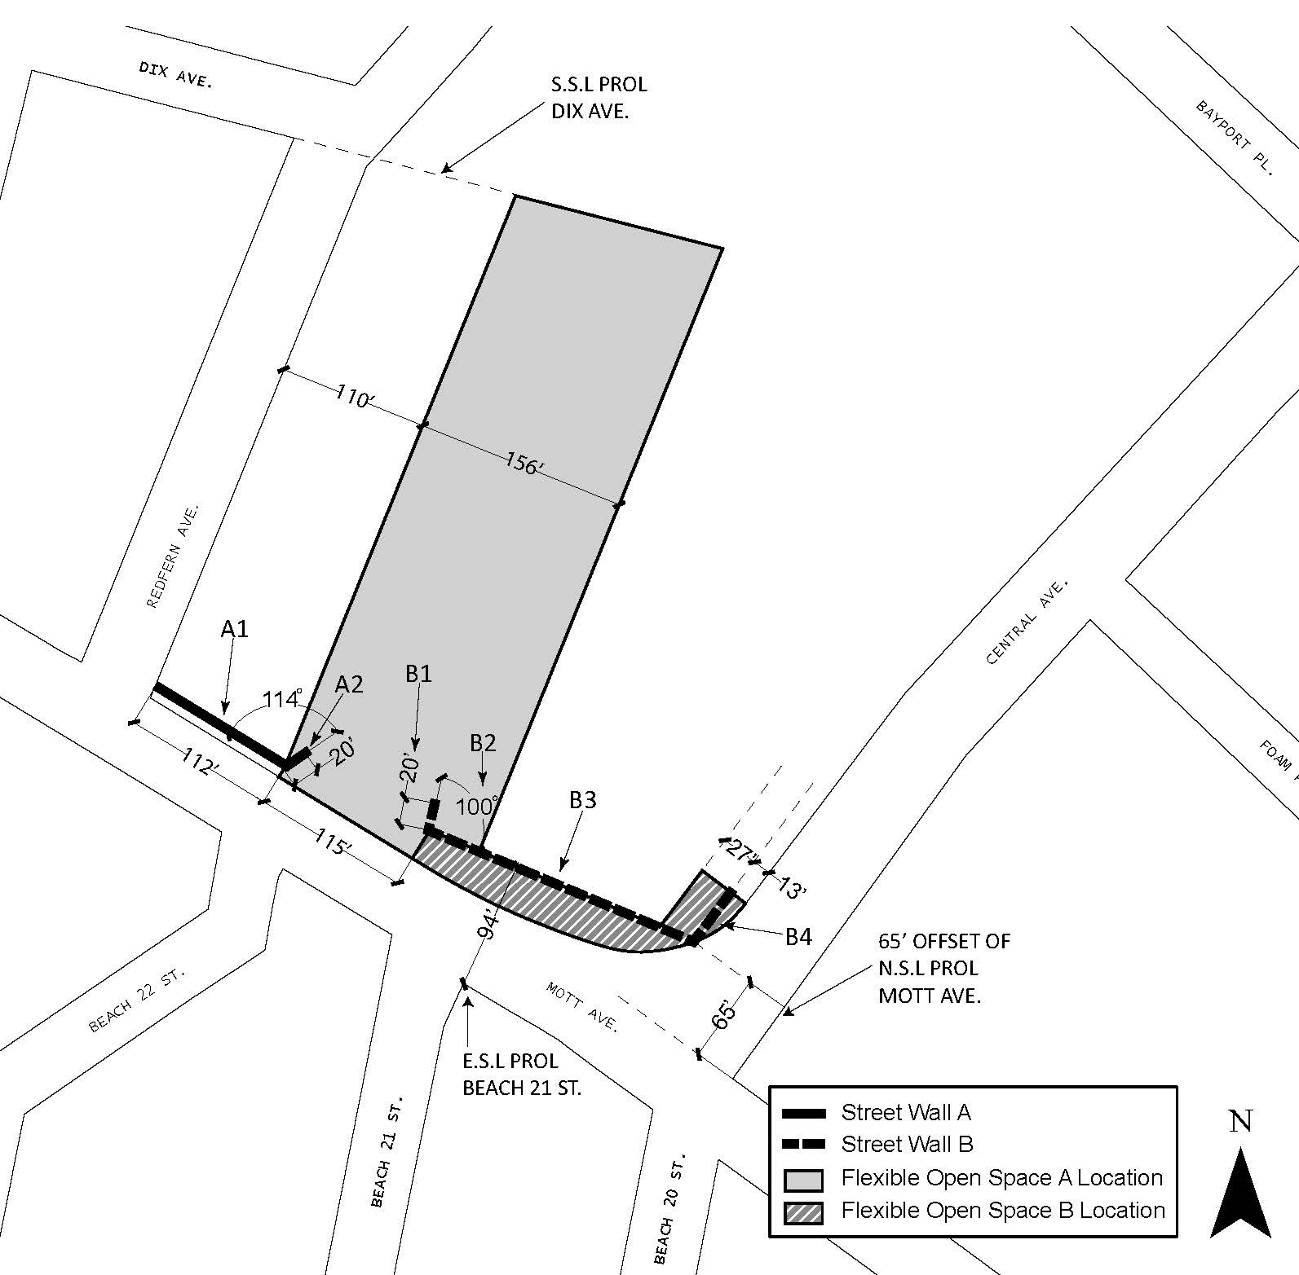 DIX AVE.
S.S.L PROL
DIX AVE.
BAYPORT PL.
110'
156'
REDFERN AVE.
A1
114°
A2
20'
B1
20'
B2
100°
B3
CENTRAL AVE.
112'
115'
27'
13'
FOAM
94'
B4
65' OFFSET OF
N.S.L PROL
MOTT AVE.
65'
MOTT AVE.
BEACH 22 ST.
E.S.L PROL
BEACH 21 ST.
BEACH 21 ST.
BEACH 20 ST.
Street Wall A
Street Wall B
Flexible Open Space A Location
Flexible Open Space B Location
N